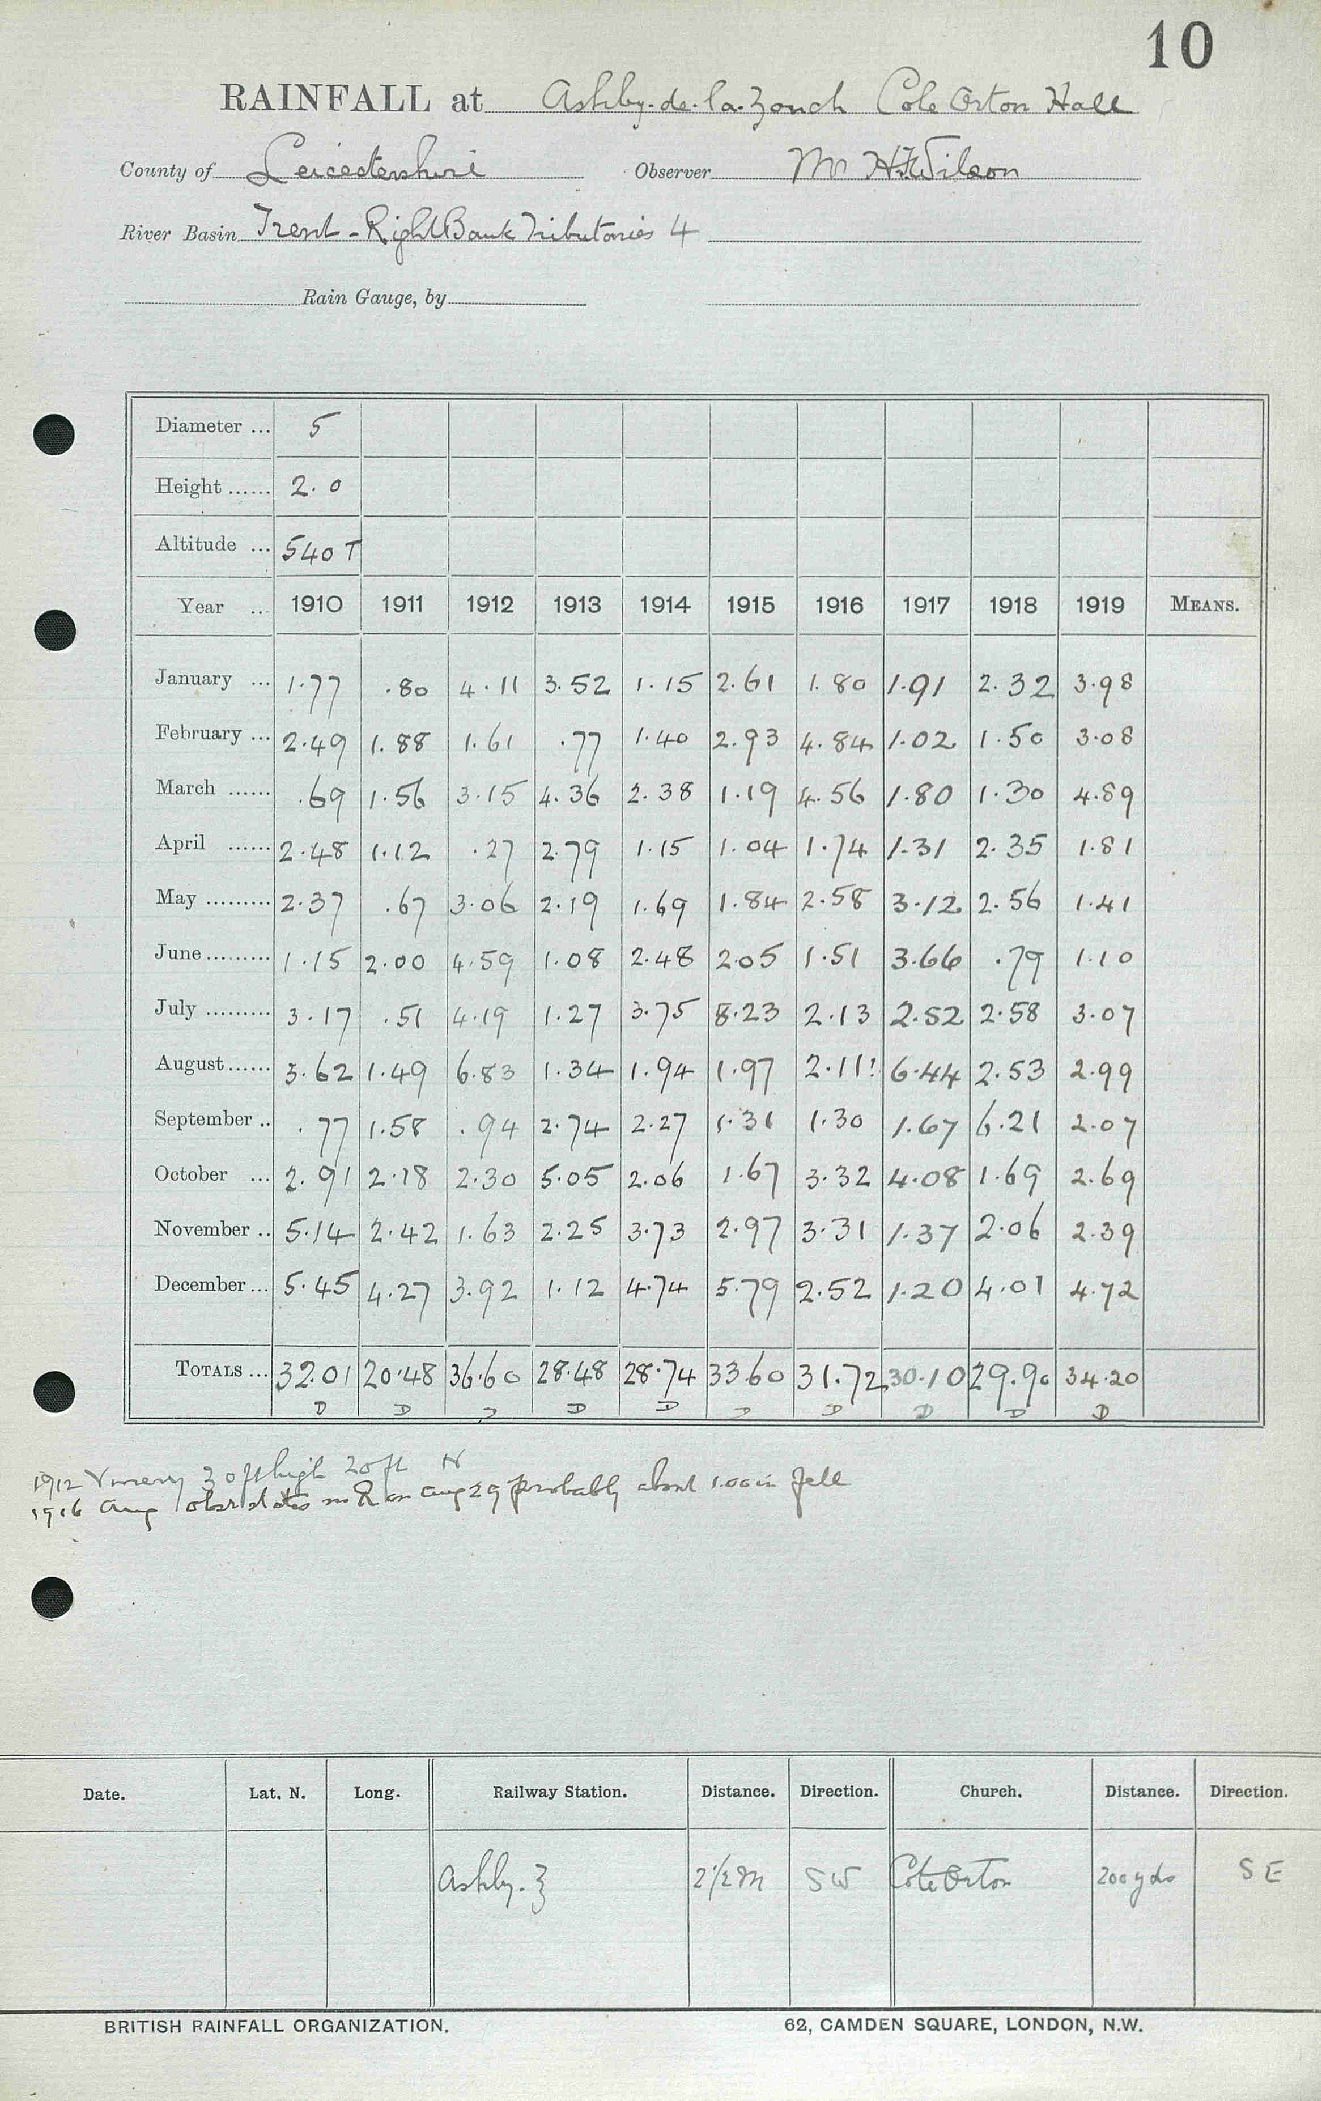 10
RAINFALL at Ashby-de-la-Zouch Cole Orton Hall
County of Leicestershire Observer Mr H. Wilson
River Basin Trent - Right Bank Tributaries 4
Rain Gauge, by
Diameter ... 5
Height ...... 2.0
Altitude ... 540 T
Year ... 1910 1911 1912 1913 1914 1915 1916 1917 1918 1919 MEANS.
January ... 1.77 .80 4.11 3.52 1.15 2.61 1.80 1.91 2.32 3.98
February ... 2.49 1.88 1.61 .77 1.40 2.93 4.84 1.02 1.50 3.08
March ...... .69 1.56 3.15 4.36 2.38 1.19 4.56 1.80 1.30 4.89
April ...... 2.48 1.12 .27 2.79 1.15 1.04 1.74 1.31 2.35 1.81
May ......... 2.37 .67 3.06 2.19 1.69 1.84 2.58 3.12 2.56 1.41
June ......... 1.15 2.00 4.59 1.08 2.48 2.05 1.51 3.66 .79 1.10
July ......... 3.17 .51 4.19 1.27 3.75 8.23 2.13 2.52 2.58 3.07
August ...... 3.62 1.49 6.83 1.34 1.94 1.97 2.11! 6.44 2.53 2.99
September .. .77 1.58 .94 2.74 2.27 1.31 1.30 1.67 6.21 2.07
October ... 2.91 2.18 2.30 5.05 2.06 1.67 3.32 4.08 1.69 2.69
November .. 5.14 2.42 1.63 2.25 3.73 2.97 3.31 1.37 2.06 2.39
December ... 5.45 4.27 3.92 1.12 4.74 5.79 2.52 1.20 4.01 4.72
TOTALS ... 32.01 20.48 36.60 28.48 28.74 33.60 31.72 30.10 29.90 34.20
D D D D D D D D D D
1912 Vinery 30 ft high 20 ft N
1916 Aug obsr states no R on Aug 29 probably about 1.00 in fell
Date. Lat. N. Long. Railway Station. Distance. Direction. Church. Distance. Direction.
Ashby. Z 2 1/2 M SW Cole Orton 200 yds SE
BRITISH RAINFALL ORGANIZATION. 62, CAMDEN SQUARE, LONDON, N.W.